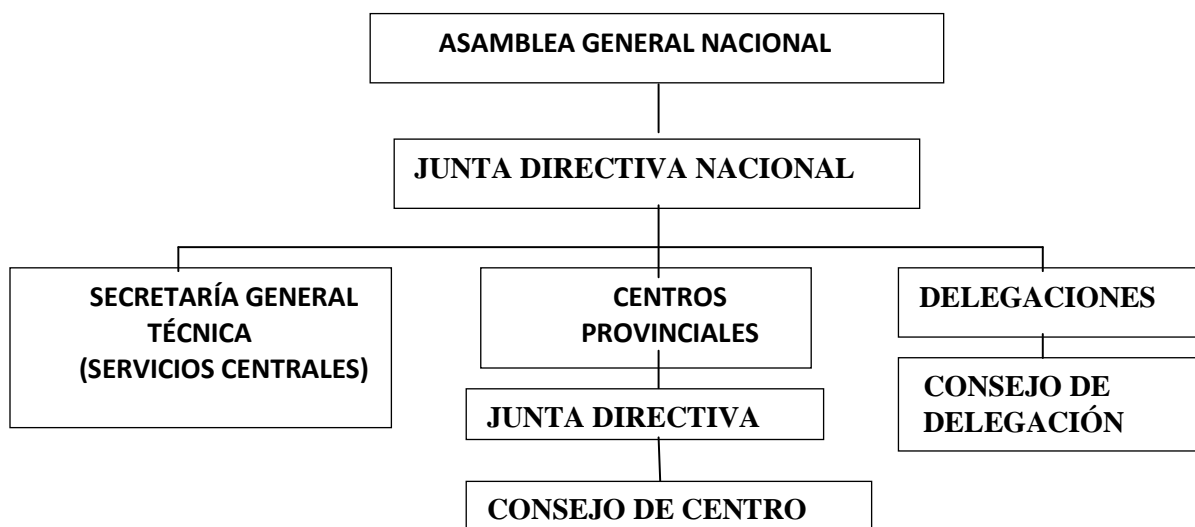 ASAMBLEA GENERAL NACIONAL
JUNTA DIRECTIVA NACIONAL
SECRETARÍA GENERAL
TÉCNICA
(SERVICIOS CENTRALES)
CENTROS
PROVINCIALES
DELEGACIONES
JUNTA DIRECTIVA
CONSEJO DE
DELEGACIÓN
CONSEJO DE CENTRO